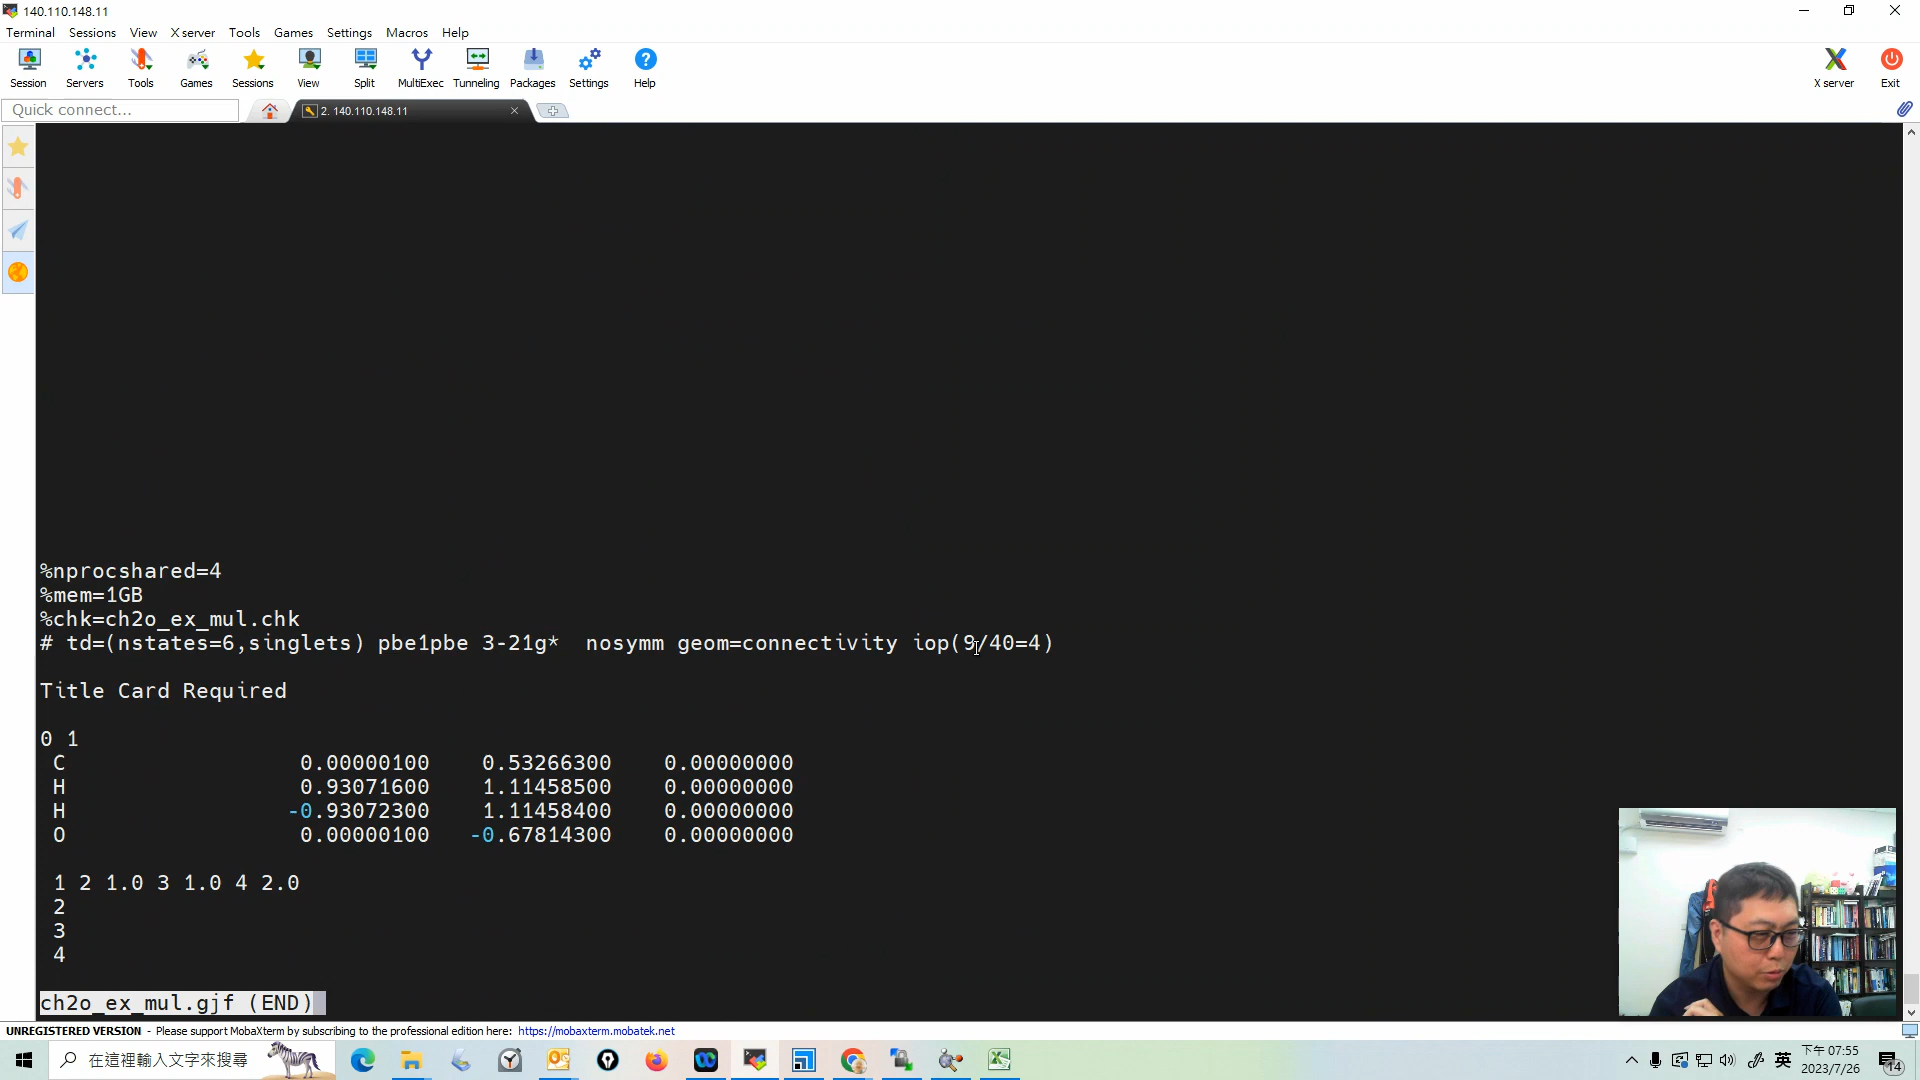 140.110.148.11
Terminal Sessions View X server Tools Games Settings Macros Help
Session Servers Tools Games Sessions View Split MultiExec Tunneling Packages Settings Help X server Exit
Quick connect... 2. 140.110.148.11
%nprocshared=4
%mem=1GB
%chk=ch2o_ex_mul.chk
# td=(nstates=6,singlets) pbe1pbe 3-21g*  nosymm geom=connectivity iop(9/40=4)
Title Card Required
0 1
C 0.00000100 0.53266300 0.00000000
H 0.93071600 1.11458500 0.00000000
H -0.93072300 1.11458400 0.00000000
O 0.00000100 -0.67814300 0.00000000
1 2 1.0 3 1.0 4 2.0
2
3
4
ch2o_ex_mul.gjf (END)
UNREGISTERED VERSION - Please support MobaXterm by subscribing to the professional edition here: https://mobaxterm.mobatek.net
在這裡輸入文字來搜尋
英
下午 07:55
2023/7/26
14